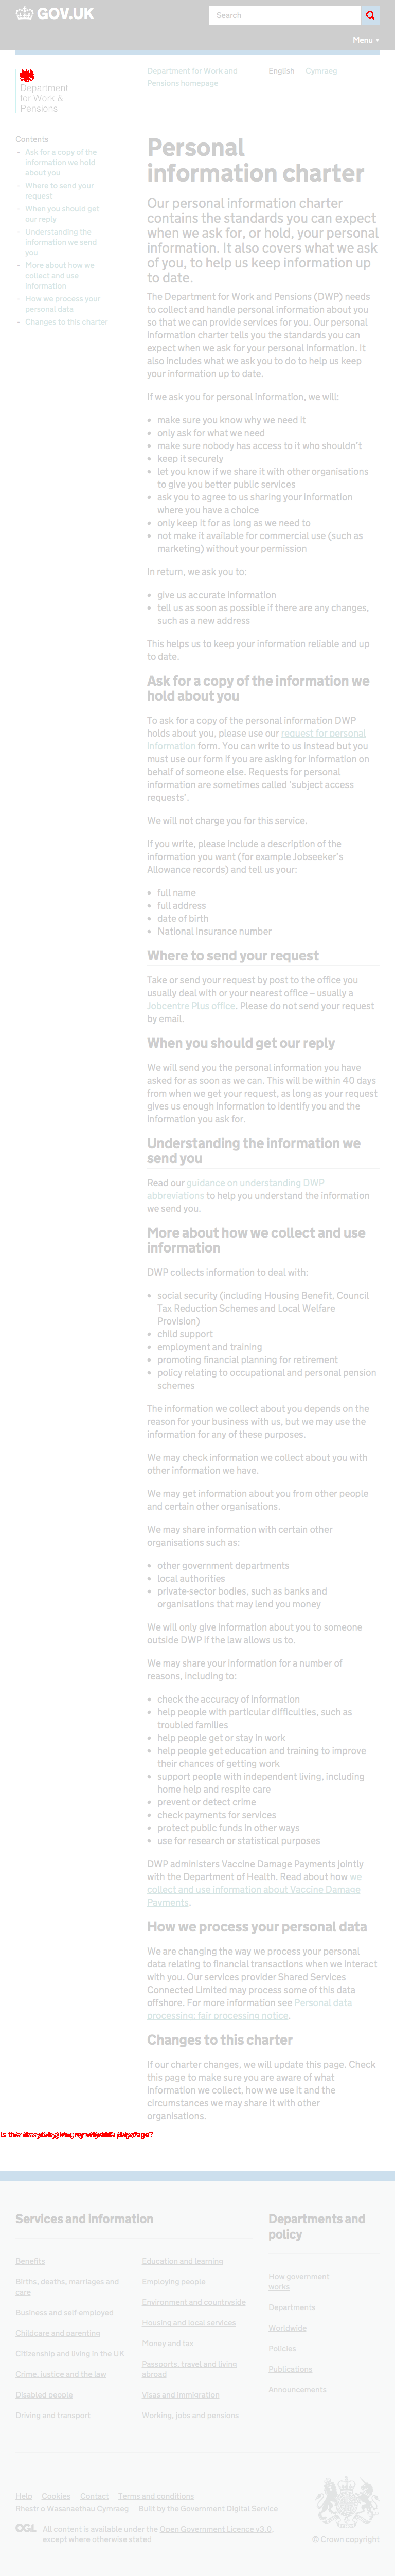 GOV.UK
Search
Menu
Department
for Work &
Pensions
Department for Work and
Pensions homepage
English
Cymraeg
Contents
- Ask for a copy of the
information we hold
about you
- Where to send your
request
- When you should get
our reply
- Understanding the
information we send
you
- More about how we
collect and use
information
- How we process your
personal data
- Changes to this charter
Personal
information charter
Our personal information charter
contains the standards you can expect
when we ask for, or hold, your personal
information. It also covers what we ask
of you, to help us keep information up
to date.
The Department for Work and Pensions (DWP) needs
to collect and handle personal information about you
so that we can provide services for you. Our personal
information charter tells you the standards you can
expect when we ask for your personal information. It
also includes what we ask you to do to help us keep
your information up to date.
If we ask you for personal information, we will:
• make sure you know why we need it
• only ask for what we need
• make sure nobody has access to it who shouldn't
• keep it securely
• let you know if we share it with other organisations
to give you better public services
• ask you to agree to us sharing your information
where you have a choice
• only keep it for as long as we need to
• not make it available for commercial use (such as
marketing) without your permission
In return, we ask you to:
• give us accurate information
• tell us as soon as possible if there are any changes,
such as a new address
This helps us to keep your information reliable and up
to date.
Ask for a copy of the information we
hold about you
To ask for a copy of the personal information DWP
holds about you, please use our request for personal
information form. You can write to us instead but you
must use our form if you are asking for information on
behalf of someone else. Requests for personal
information are sometimes called 'subject access
requests'.
We will not charge you for this service.
If you write, please include a description of the
information you want (for example Jobseeker's
Allowance records) and tell us your:
• full name
• full address
• date of birth
• National Insurance number
Where to send your request
Take or send your request by post to the office you
usually deal with or your nearest office – usually a
Jobcentre Plus office. Please do not send your request
by email.
When you should get our reply
We will send you the personal information you have
asked for as soon as we can. This will be within 40 days
from when we get your request, as long as your request
gives us enough information to identify you and the
information you ask for.
Understanding the information we
send you
Read our guidance on understanding DWP
abbreviations to help you understand the information
we send you.
More about how we collect and use
information
DWP collects information to deal with:
• social security (including Housing Benefit, Council
Tax Reduction Schemes and Local Welfare
Provision)
• child support
• employment and training
• promoting financial planning for retirement
• policy relating to occupational and personal pension
schemes
The information we collect about you depends on the
reason for your business with us, but we may use the
information for any of these purposes.
We may check information we collect about you with
other information we have.
We may get information about you from other people
and certain other organisations.
We may share information with certain other
organisations such as:
• other government departments
• local authorities
• private-sector bodies, such as banks and
organisations that may lend you money
We will only give information about you to someone
outside DWP if the law allows us to.
We may share your information for a number of
reasons, including to:
• check the accuracy of information
• help people with particular difficulties, such as
troubled families
• help people get or stay in work
• help people get education and training to improve
their chances of getting work
• support people with independent living, including
home help and respite care
• prevent or detect crime
• check payments for services
• protect public funds in other ways
• use for research or statistical purposes
DWP administers Vaccine Damage Payments jointly
with the Department of Health. Read about how we
collect and use information about Vaccine Damage
Payments.
How we process your personal data
We are changing the way we process your personal
data relating to financial transactions when we interact
with you. Our services provider Shared Services
Connected Limited may process some of this data
offshore. For more information see Personal data
processing: fair processing notice.
Changes to this charter
If our charter changes, we will update this page. Check
this page to make sure you are aware of what
information we collect, how we use it and the
circumstances we may share it with other
organisations.
Services and information
Benefits
Births, deaths, marriages and
care
Business and self-employed
Childcare and parenting
Citizenship and living in the UK
Crime, justice and the law
Disabled people
Driving and transport
Education and learning
Employing people
Environment and countryside
Housing and local services
Money and tax
Passports, travel and living
abroad
Visas and immigration
Working, jobs and pensions
Departments and
policy
How government
works
Departments
Worldwide
Policies
Publications
Announcements
Help Cookies Contact Terms and conditions
Rhestr o Wasanaethau Cymraeg Built by the Government Digital Service
OGL
All content is available under the Open Government Licence v3.0,
except where otherwise stated
© Crown copyright